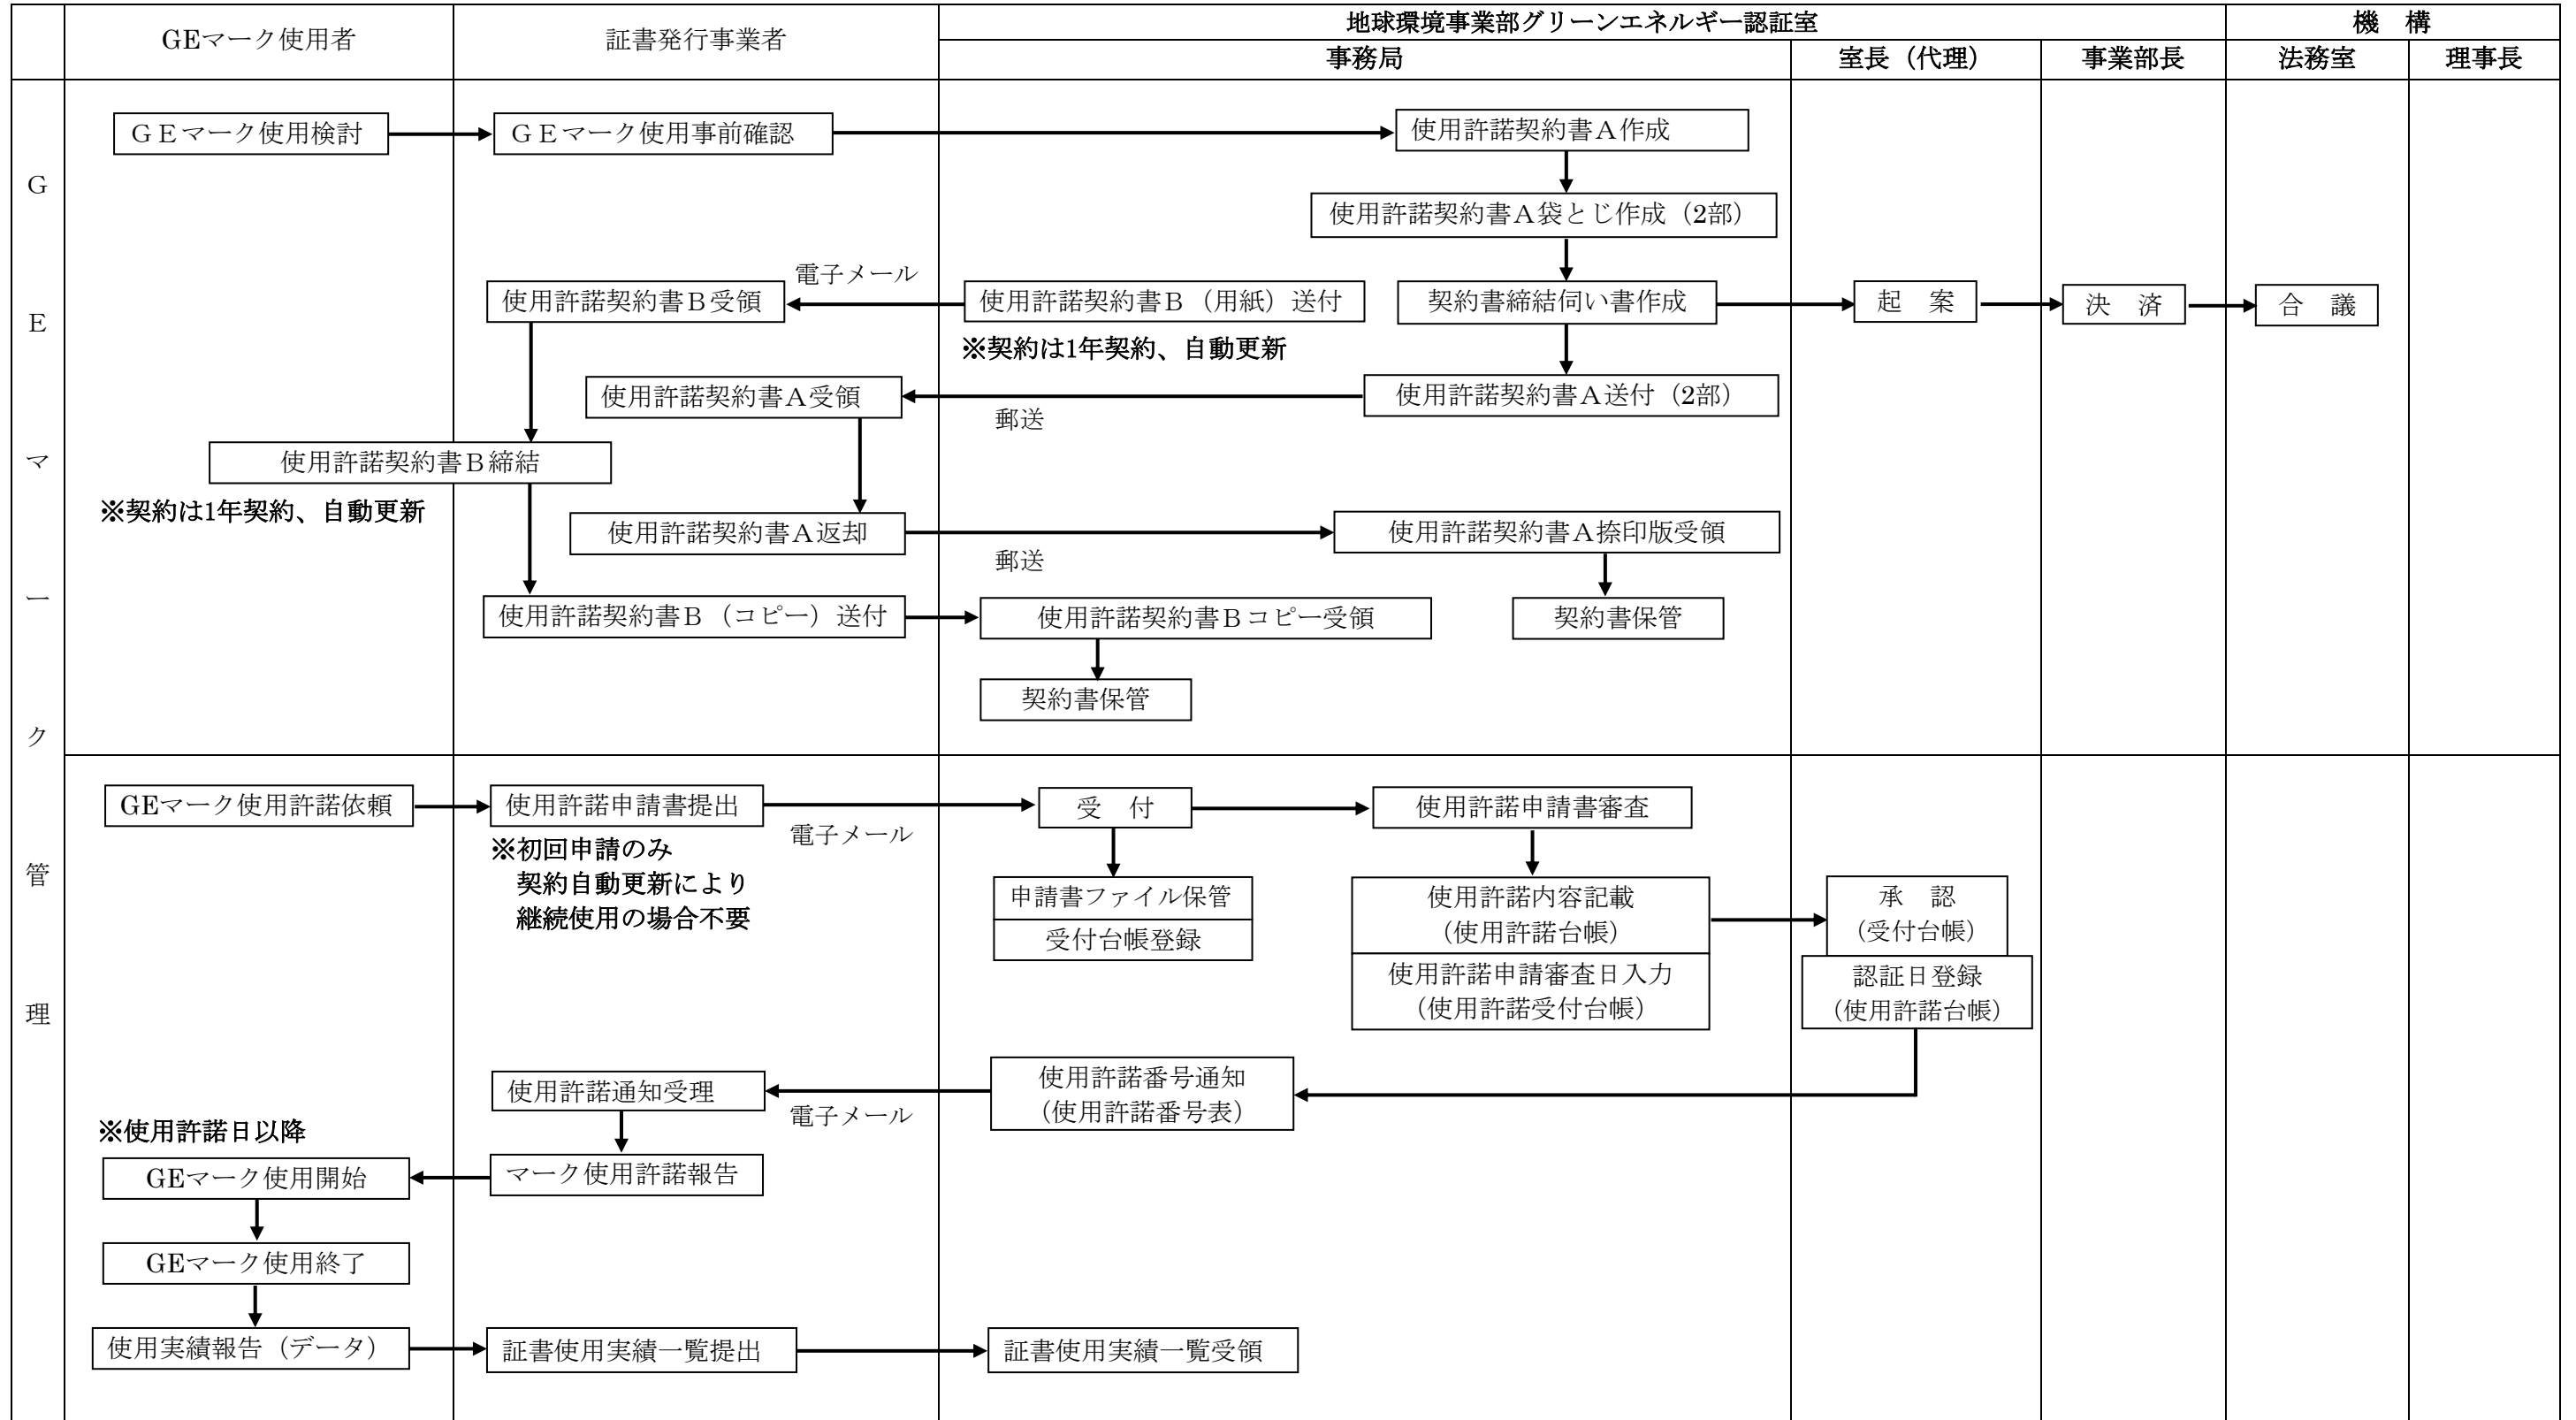 GEマーク使用者
証書発行事業者
地球環境事業部グリーンエネルギー認証室
機　構
事務局
室長（代理）
事業部長
法務室
理事長
ＧＥマーク管理
ＧＥマーク使用検討
ＧＥマーク使用事前確認
使用許諾契約書Ａ作成
使用許諾契約書Ａ袋とじ作成（2部）
電子メール
使用許諾契約書Ｂ受領
使用許諾契約書Ｂ（用紙）送付
契約書締結伺い書作成
起　案
決　済
合　議
※契約は1年契約、自動更新
使用許諾契約書Ａ受領
使用許諾契約書Ａ送付（2部）
郵送
使用許諾契約書Ｂ締結
※契約は1年契約、自動更新
使用許諾契約書Ａ返却
使用許諾契約書Ａ捺印版受領
郵送
使用許諾契約書Ｂ（コピー）送付
使用許諾契約書Ｂコピー受領
契約書保管
契約書保管
GEマーク使用許諾依頼
使用許諾申請書提出
受　付
使用許諾申請書審査
電子メール
※初回申請のみ
契約自動更新により
継続使用の場合不要
申請書ファイル保管
受付台帳登録
使用許諾内容記載
（使用許諾台帳）
使用許諾申請審査日入力
（使用許諾受付台帳）
承　認
（受付台帳）
認証日登録
（使用許諾台帳）
使用許諾番号通知
（使用許諾番号表）
使用許諾通知受理
電子メール
※使用許諾日以降
GEマーク使用開始
マーク使用許諾報告
GEマーク使用終了
使用実績報告（データ）
証書使用実績一覧提出
証書使用実績一覧受領